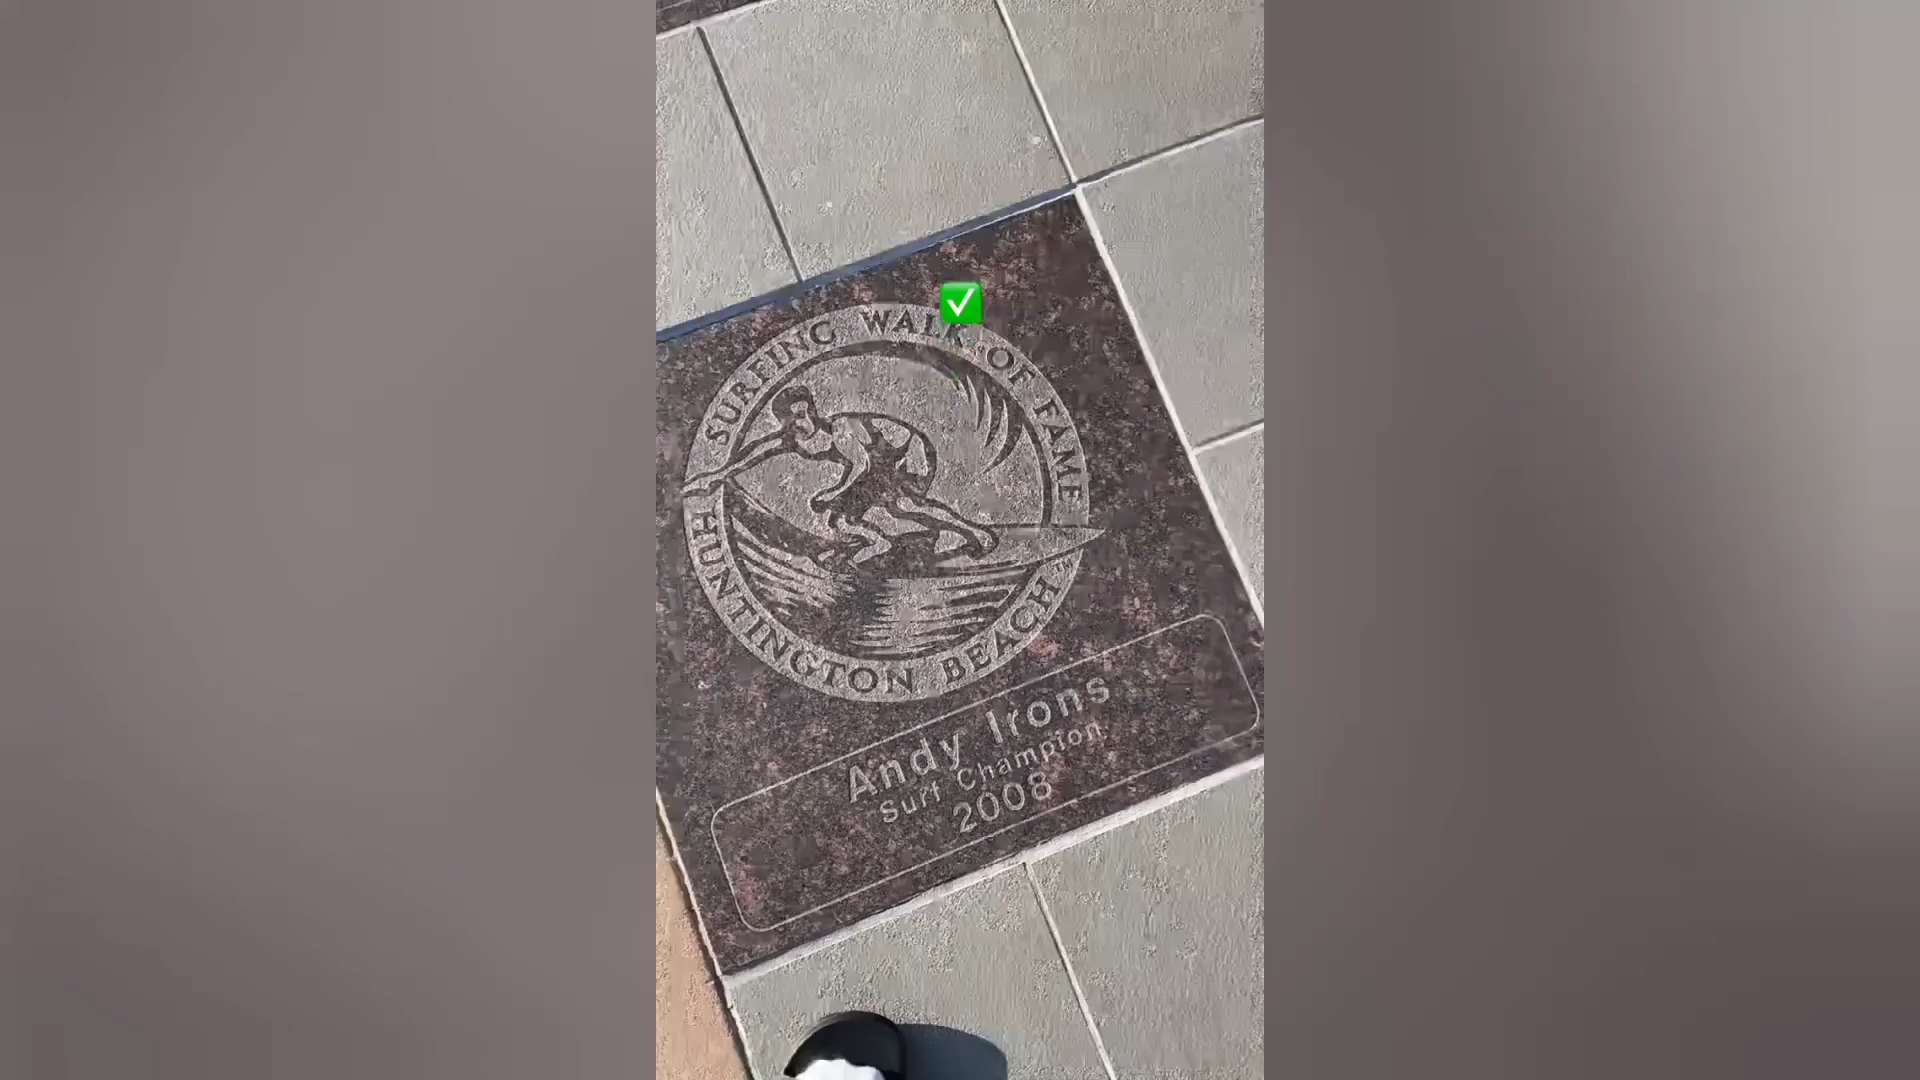 SURFING WALK OF FAME
HUNTINGTON BEACH
Andy Irons
Surf Champion
2008